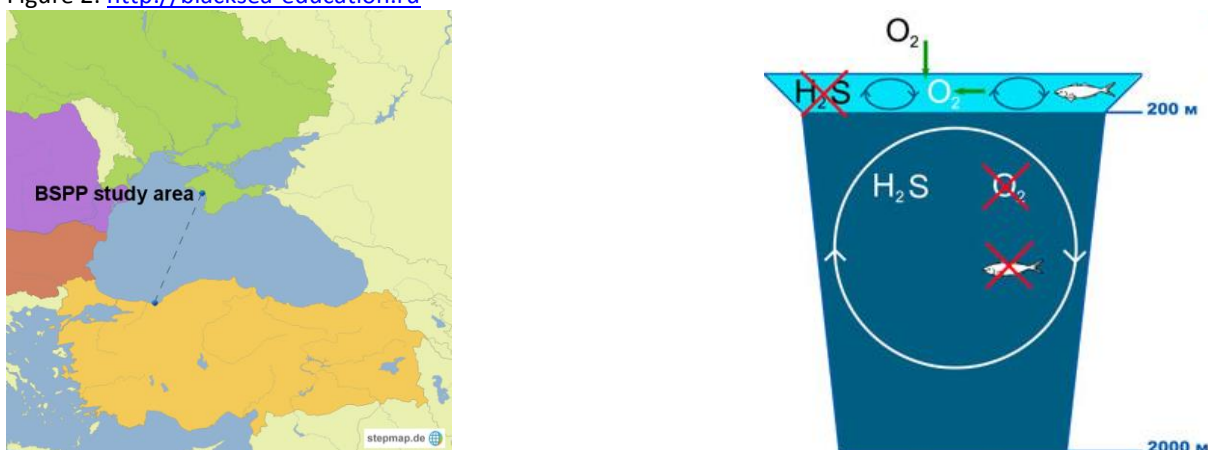 Figure 2. http://blacksea-education.ru
BSPP study area
stepmap.de
O₂
H₂S O₂
200 м
H₂S O₂
2000 м